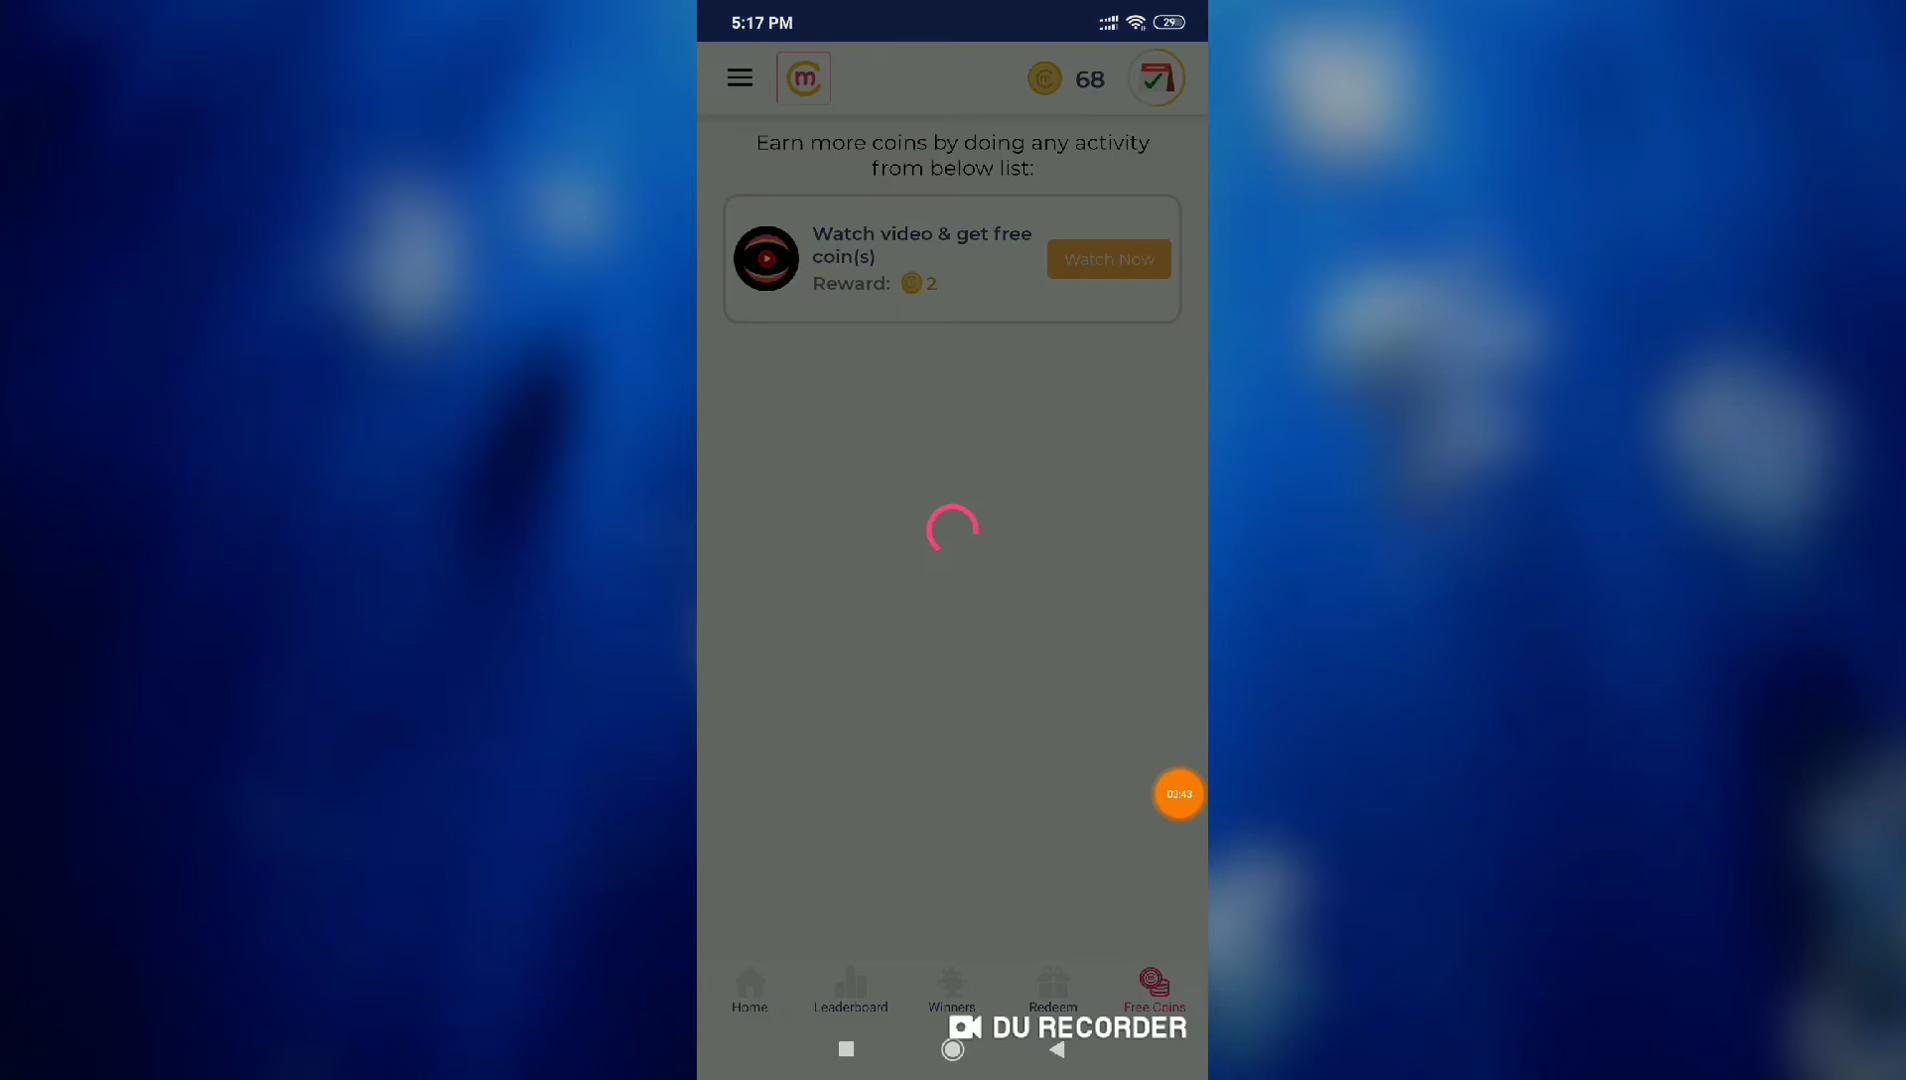 5:17 PM
29
m
68
Earn more coins by doing any activity
from below list:
Watch video & get free
coin(s)
Watch Now
Reward: 2
03:43
Home
Leaderboard
Winners
Redeem
Free Coins
DU RECORDER